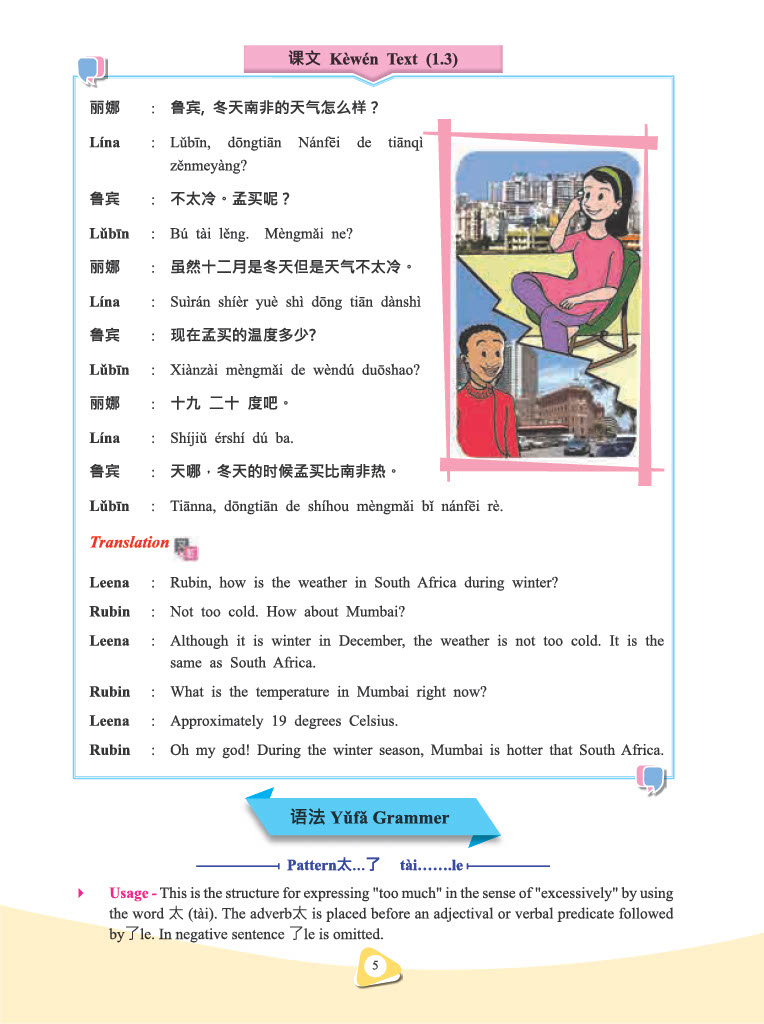 课文 Kèwén Text (1.3)
丽娜 : 鲁宾, 冬天南非的天气怎么样？
Lína : Lǔbīn, dōngtiān Nánfēi de tiānqì
zěnmeyàng?
鲁宾 : 不太冷。孟买呢？
Lǔbīn : Bú tài lěng. Mèngmǎi ne?
丽娜 : 虽然十二月是冬天但是天气不太冷。
Lína : Suìrán shíèr yuè shì dōng tiān dànshì
鲁宾 : 现在孟买的温度多少?
Lǔbīn : Xiànzài mèngmǎi de wèndú duōshao?
丽娜 : 十九 二十 度吧。
Lína : Shíjiǔ érshí dú ba.
鲁宾 : 天哪，冬天的时候孟买比南非热。
Lǔbīn : Tiānna, dōngtiān de shíhou mèngmǎi bǐ nánfēi rè.
Translation
Leena : Rubin, how is the weather in South Africa during winter?
Rubin : Not too cold. How about Mumbai?
Leena : Although it is winter in December, the weather is not too cold. It is the
same as South Africa.
Rubin : What is the temperature in Mumbai right now?
Leena : Approximately 19 degrees Celsius.
Rubin : Oh my god! During the winter season, Mumbai is hotter that South Africa.
语法 Yǔfǎ Grammer
Pattern太…了 tài…….le
Usage - This is the structure for expressing "too much" in the sense of "excessively" by using
the word 太 (tài). The adverb太 is placed before an adjectival or verbal predicate followed
by了le. In negative sentence 了le is omitted.
5